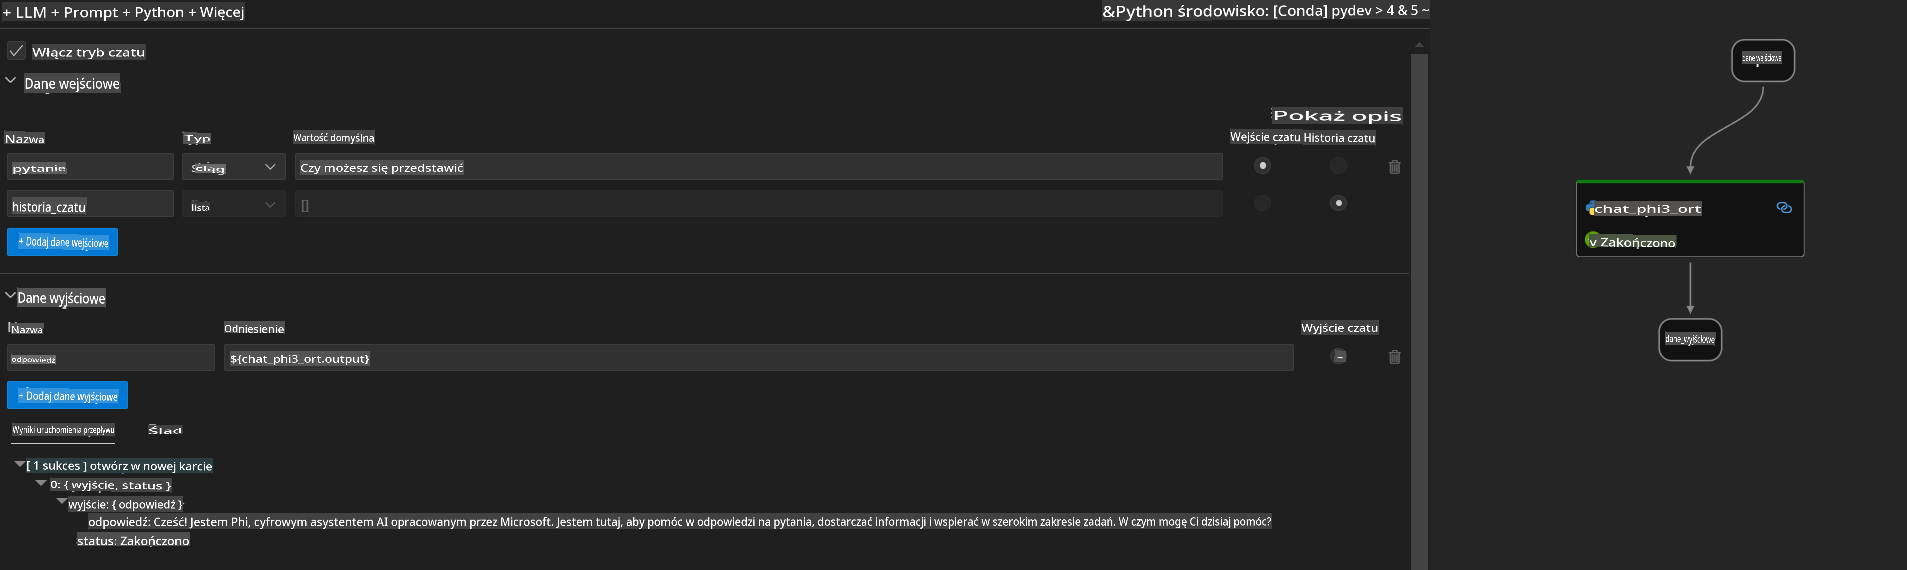 + LLM + Prompt + Python + Więcej
&Python środowisko: [Conda] pydev > 4 & 5 ~
Włącz tryb czatu
Dane wejściowe
Pokaż opis
Nazwa Typ Wartość domyślna Wejście czatu Historia czatu
pytanie ciąg Czy możesz się przedstawić
historia_czatu lista []
+ Dodaj dane wejściowe
Dane wyjściowe
Nazwa Odniesienie Wyjście czatu
odpowiedź ${chat_phi3_ort.output}
+ Dodaj dane wyjściowe
Wyniki uruchomienia przepływu Ślad
[ 1 sukces ] otwórz w nowej karcie
0: { wyjście, status }
wyjście: { odpowiedź }
odpowiedź: Cześć! Jestem Phi, cyfrowym asystentem AI opracowanym przez Microsoft. Jestem tutaj, aby pomóc w odpowiedzi na pytania, dostarczać informacji i wspierać w szerokim zakresie zadań. W czym mogę Ci dzisiaj pomóc?
status: Zakończono
dane wejściowe
chat_phi3_ort
v Zakończono
dane_wyjściowe